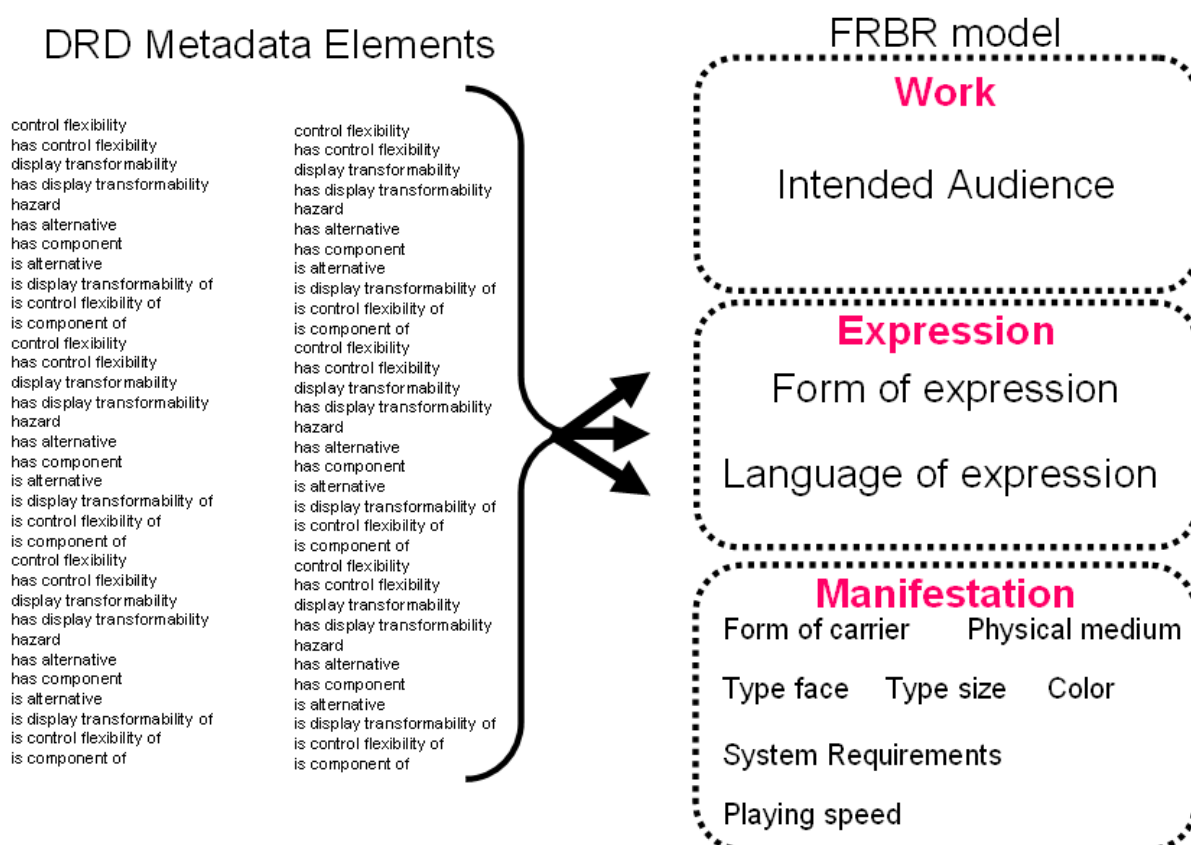 DRD Metadata Elements
control flexibility
has control flexibility
display transformability
has display transformability
hazard
has alternative
has component
is alternative
is display transformability of
is control flexibility of
is component of
control flexibility
has control flexibility
display transformability
has display transformability
hazard
has alternative
has component
is alternative
is display transformability of
is control flexibility of
is component of
control flexibility
has control flexibility
display transformability
has display transformability
hazard
has alternative
has component
is alternative
is display transformability of
is control flexibility of
is component of
control flexibility
has control flexibility
display transformability
has display transformability
hazard
has alternative
has component
is alternative
is display transformability of
is control flexibility of
is component of
control flexibility
has control flexibility
display transformability
has display transformability
hazard
has alternative
has component
is alternative
is display transformability of
is control flexibility of
is component of
control flexibility
has control flexibility
display transformability
has display transformability
hazard
has alternative
has component
is alternative
is display transformability of
is control flexibility of
is component of
FRBR model
Work
Intended Audience
Expression
Form of expression
Language of expression
Manifestation
Form of carrier Physical medium
Type face Type size Color
System Requirements
Playing speed